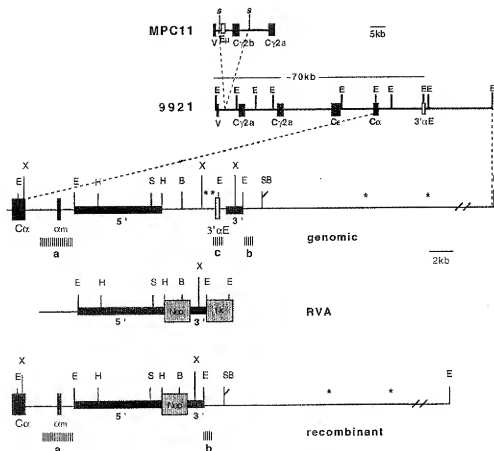 s s
MPC11
Eμ
V Cγ2b Cγ2a
5kb
~70kb
E E E E E E E EE E
9921
V Cγ2a Cγ2a Cε Cα 3'αE
X X X
E E H S H B ** E E SB * *
5' 3'
Cα αm 3'αE
a c b
genomic
2kb
X
E H S H B E E
Neo
5' 3'
RVA
X X
E E H S H B E SB * * E
Neo
Cα αm 5' 3'
a b
recombinant